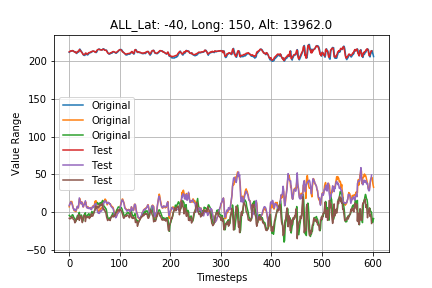 ALL_Lat: -40, Long: 150, Alt: 13962.0
Value Range
200
150
100
50
0
−50
Original
Original
Original
Test
Test
Test
0
100
200
300
400
500
600
Timesteps